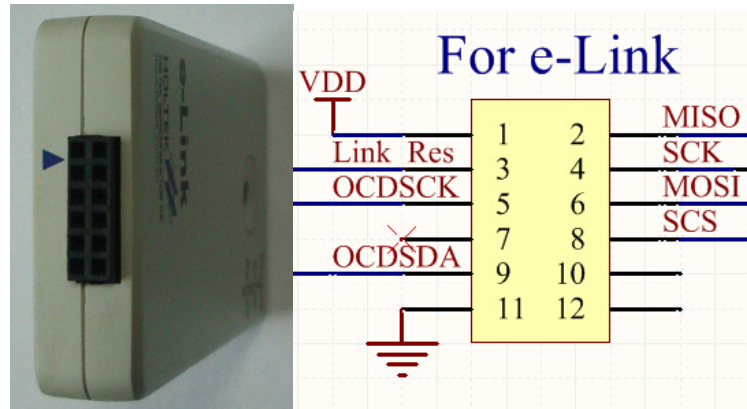 e-Link
HOLTEK
For e-Link
VDD
1 2 MISO
Link Res 3 4 SCK
OCDSCK 5 6 MOSI
7 8 SCS
OCDSDA 9 10
11 12